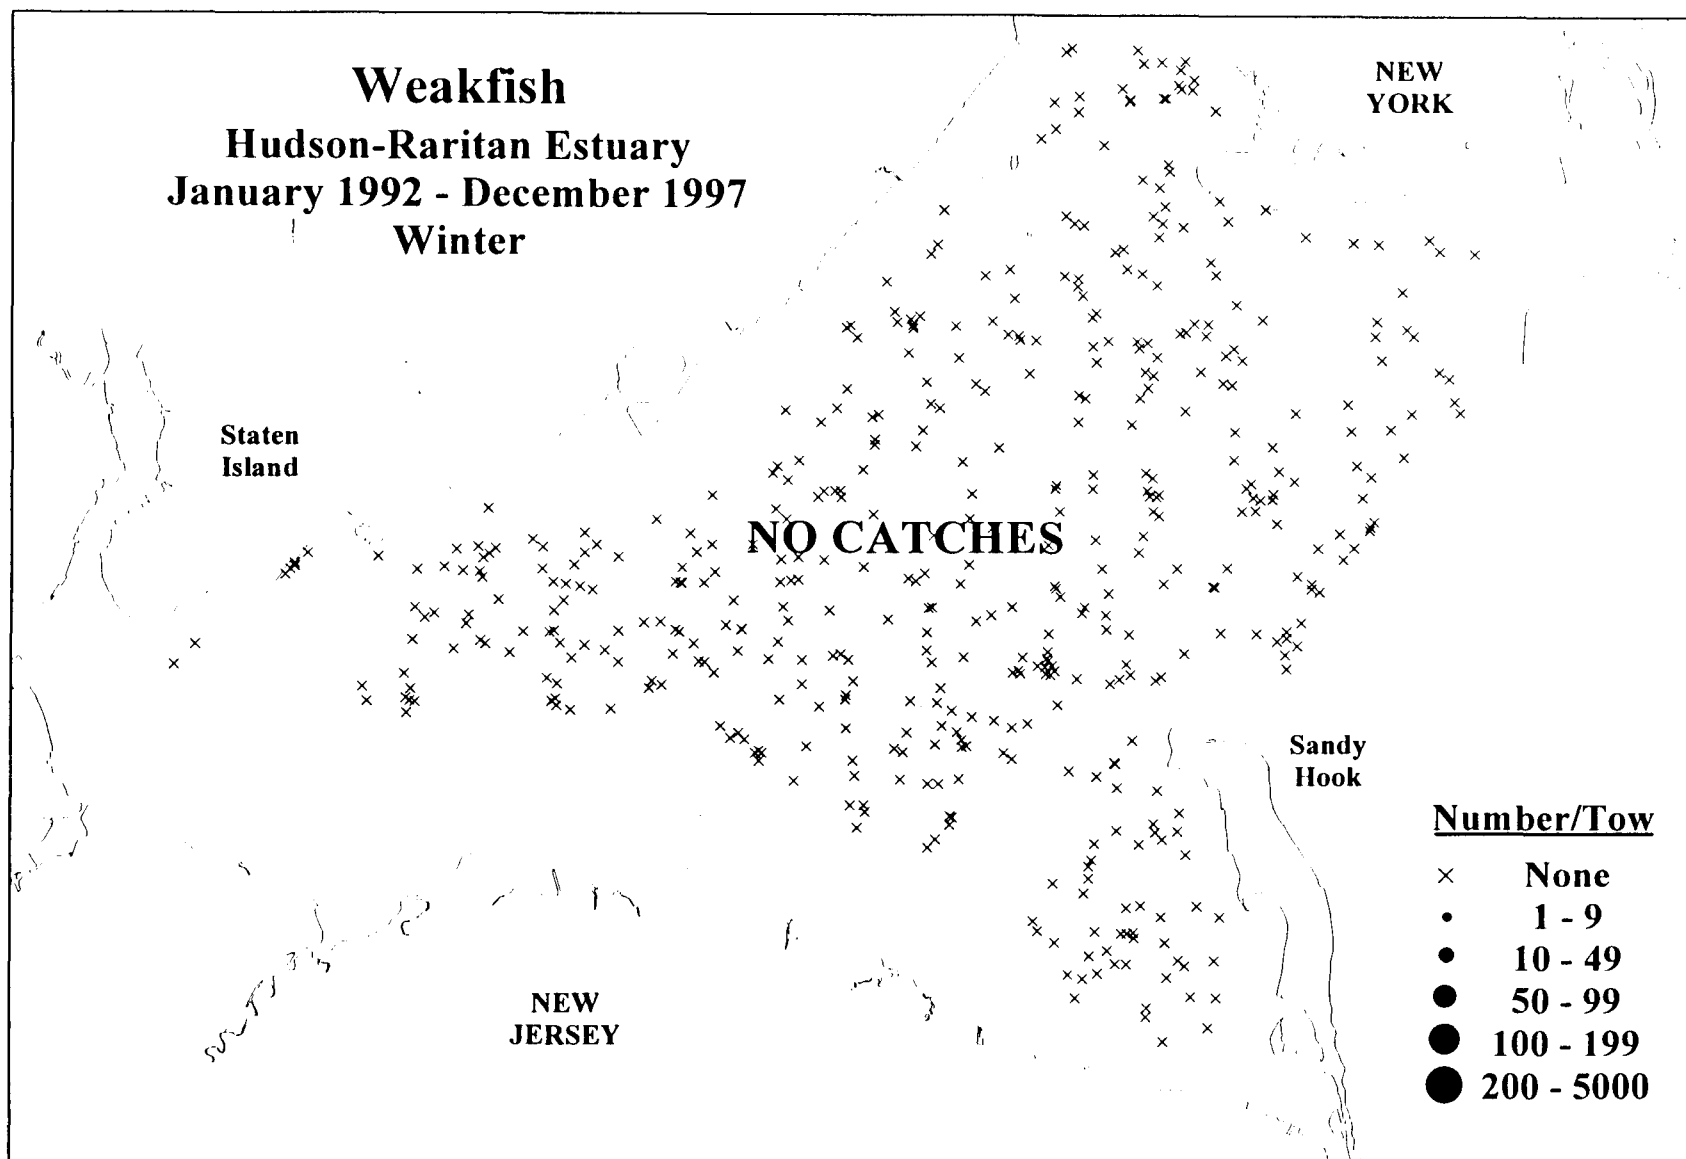 Weakfish
Hudson-Raritan Estuary
January 1992 - December 1997
Winter
NEW
YORK
Staten
Island
NO CATCHES
Sandy
Hook
NEW
JERSEY
Number/Tow
None
1 - 9
10 - 49
50 - 99
100 - 199
200 - 5000